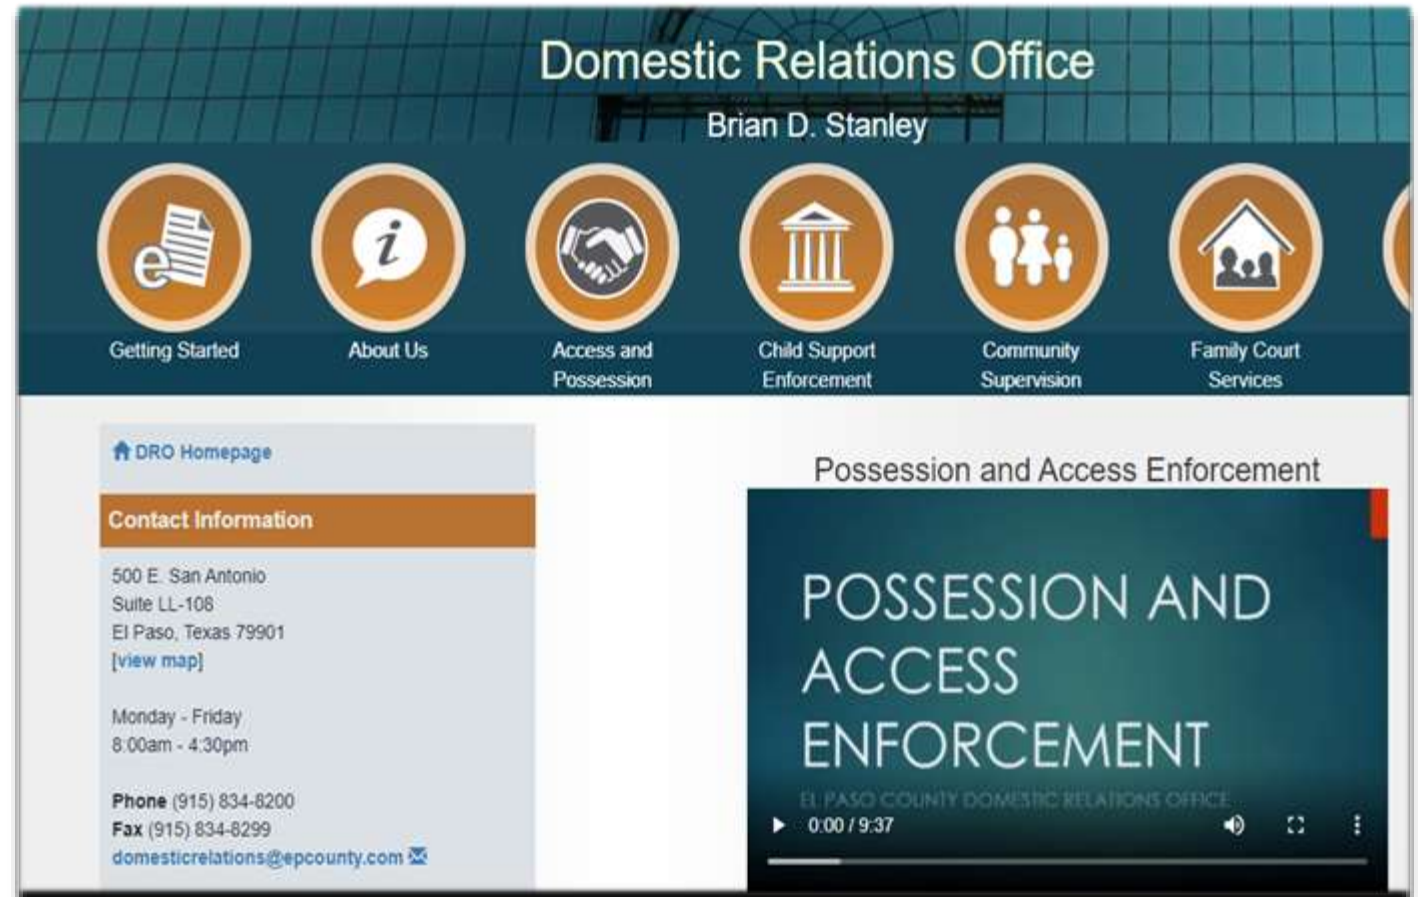 Domestic Relations Office
Brian D. Stanley
Getting Started
About Us
Access and
Possession
Child Support
Enforcement
Community
Supervision
Family Court
Services
DRO Homepage
Contact Information
500 E. San Antonio
Suite LL-108
El Paso, Texas 79901
[view map]
Monday - Friday
8:00am - 4:30pm
Phone (915) 834-8200
Fax (915) 834-8299
domesticrelations@epcounty.com
Possession and Access Enforcement
POSSESSION AND
ACCESS
ENFORCEMENT
EL PASO COUNTY DOMESTIC RELATIONS OFFICE
0:00 / 9:37